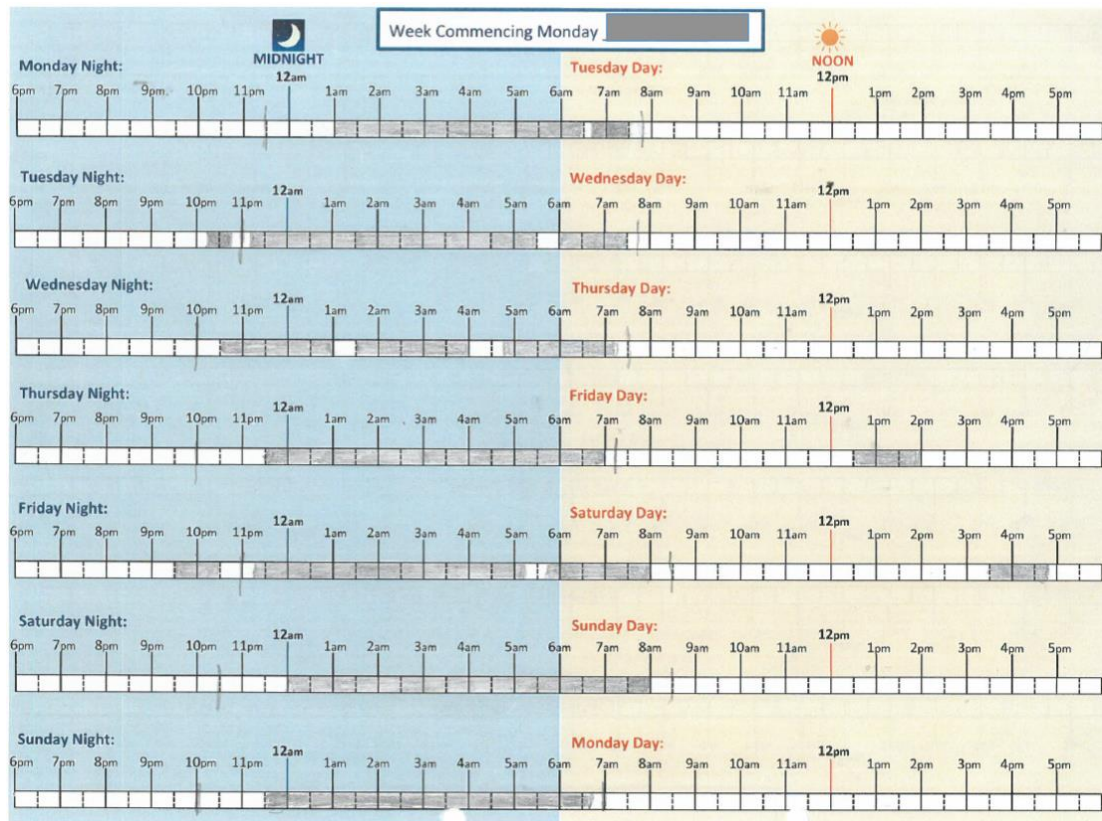 Week Commencing Monday
MIDNIGHT
NOON
Monday Night: Tuesday Day:
12am 12pm
6pm 7pm 8pm 9pm 10pm 11pm 1am 2am 3am 4am 5am 6am 7am 8am 9am 10am 11am 1pm 2pm 3pm 4pm 5pm
Tuesday Night: Wednesday Day:
12am 12pm
6pm 7pm 8pm 9pm 10pm 11pm 1am 2am 3am 4am 5am 6am 7am 8am 9am 10am 11am 1pm 2pm 3pm 4pm 5pm
Wednesday Night: Thursday Day:
12am 12pm
6pm 7pm 8pm 9pm 10pm 11pm 1am 2am 3am 4am 5am 6am 7am 8am 9am 10am 11am 1pm 2pm 3pm 4pm 5pm
Thursday Night: Friday Day:
12am 12pm
6pm 7pm 8pm 9pm 10pm 11pm 1am 2am 3am 4am 5am 6am 7am 8am 9am 10am 11am 1pm 2pm 3pm 4pm 5pm
Friday Night: Saturday Day:
12am 12pm
6pm 7pm 8pm 9pm 10pm 11pm 1am 2am 3am 4am 5am 6am 7am 8am 9am 10am 11am 1pm 2pm 3pm 4pm 5pm
Saturday Night: Sunday Day:
12am 12pm
6pm 7pm 8pm 9pm 10pm 11pm 1am 2am 3am 4am 5am 6am 7am 8am 9am 10am 11am 1pm 2pm 3pm 4pm 5pm
Sunday Night: Monday Day:
12am 12pm
6pm 7pm 8pm 9pm 10pm 11pm 1am 2am 3am 4am 5am 6am 7am 8am 9am 10am 11am 1pm 2pm 3pm 4pm 5pm